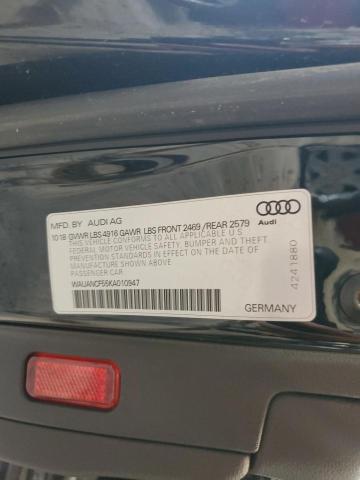 MFD. BY AUDI AG
10-18 GVWR LBS 4916 GAWR LBS FRONT 2469 / REAR 2579
THIS VEHICLE CONFORMS TO ALL APPLICABLE U S
FEDERAL MOTOR VEHICLE SAFETY, BUMPER AND THEFT
PREVENTION STANDARDS IN EFFECT ON THE DATE OF
MANUFACTURE SHOWN ABOVE.
PASSENGER CAR
WAUANCF55KA010947
Audi
4241880
GERMANY